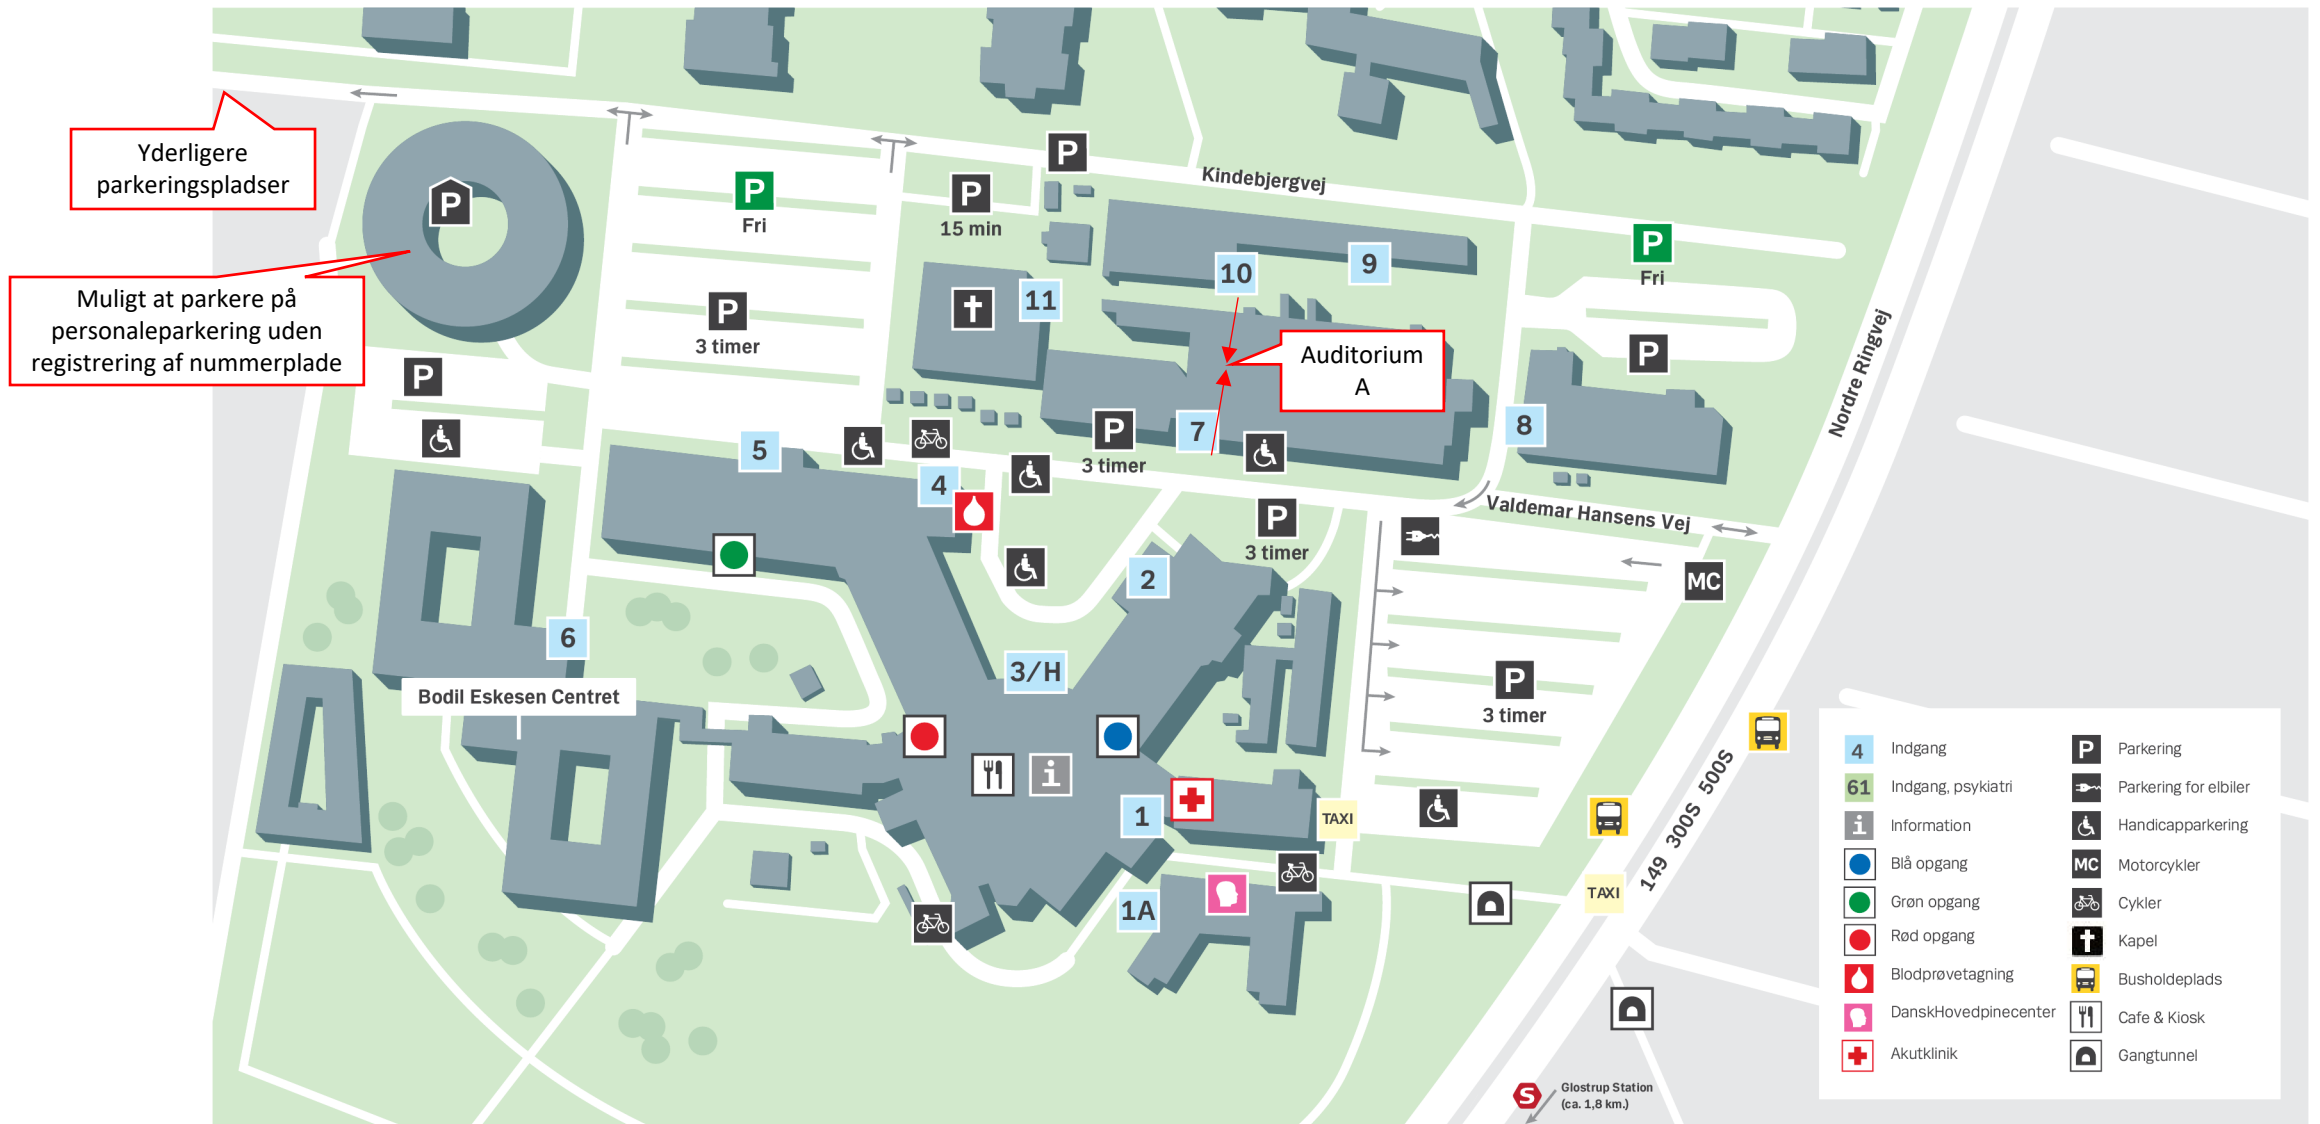 Yderligere
parkeringspladser
P
P
Fri
P
15 min
P
Kindebjergvej
P
Fri
Muligt at parkere på
personaleparkering uden
registrering af nummerplade
10
9
11
P
3 timer
Auditorium
A
P
P
Nordre Ringvej
5
4
P
3 timer
7
8
Valdemar Hansens Vej
P
3 timer
MC
2
6
Bodil Eskesen Centret
3/H
P
3 timer
i
1
TAXI
1A
149 300S 500S
TAXI
4 Indgang
61 Indgang, psykiatri
i Information
Blå opgang
Grøn opgang
Rød opgang
Blodprøvetagning
DanskHovedpinecenter
Akutklinik
P Parkering
Parkering for elbiler
Handicapparkering
MC Motorcykler
Cykler
Kapel
Busholdeplads
Cafe & Kiosk
Gangtunnel
S
Glostrup Station
(ca. 1,8 km.)